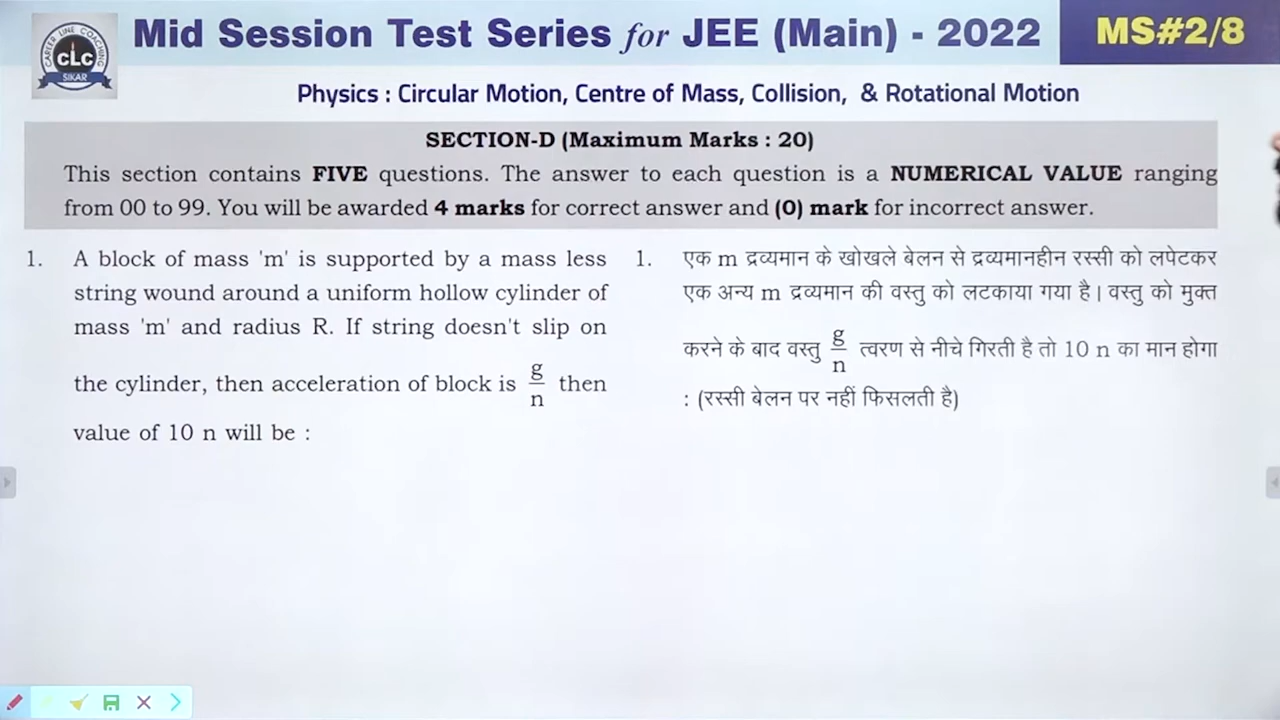 CAREER LINE COACHING
CLC
SIKAR
Mid Session Test Series for JEE (Main) - 2022
MS#2/8
Physics : Circular Motion, Centre of Mass, Collision, & Rotational Motion
SECTION-D (Maximum Marks : 20)
This section contains FIVE questions. The answer to each question is a NUMERICAL VALUE ranging
from 00 to 99. You will be awarded 4 marks for correct answer and (0) mark for incorrect answer.
1. A block of mass 'm' is supported by a mass less
string wound around a uniform hollow cylinder of
mass 'm' and radius R. If string doesn't slip on
the cylinder, then acceleration of block is g/n then
value of 10 n will be :
1. एक m द्रव्यमान के खोखले बेलन से द्रव्यमानहीन रस्सी को लपेटकर
एक अन्य m द्रव्यमान की वस्तु को लटकाया गया है। वस्तु को मुक्त
करने के बाद वस्तु g/n त्वरण से नीचे गिरती है तो 10 n का मान होगा
: (रस्सी बेलन पर नहीं फिसलती है)